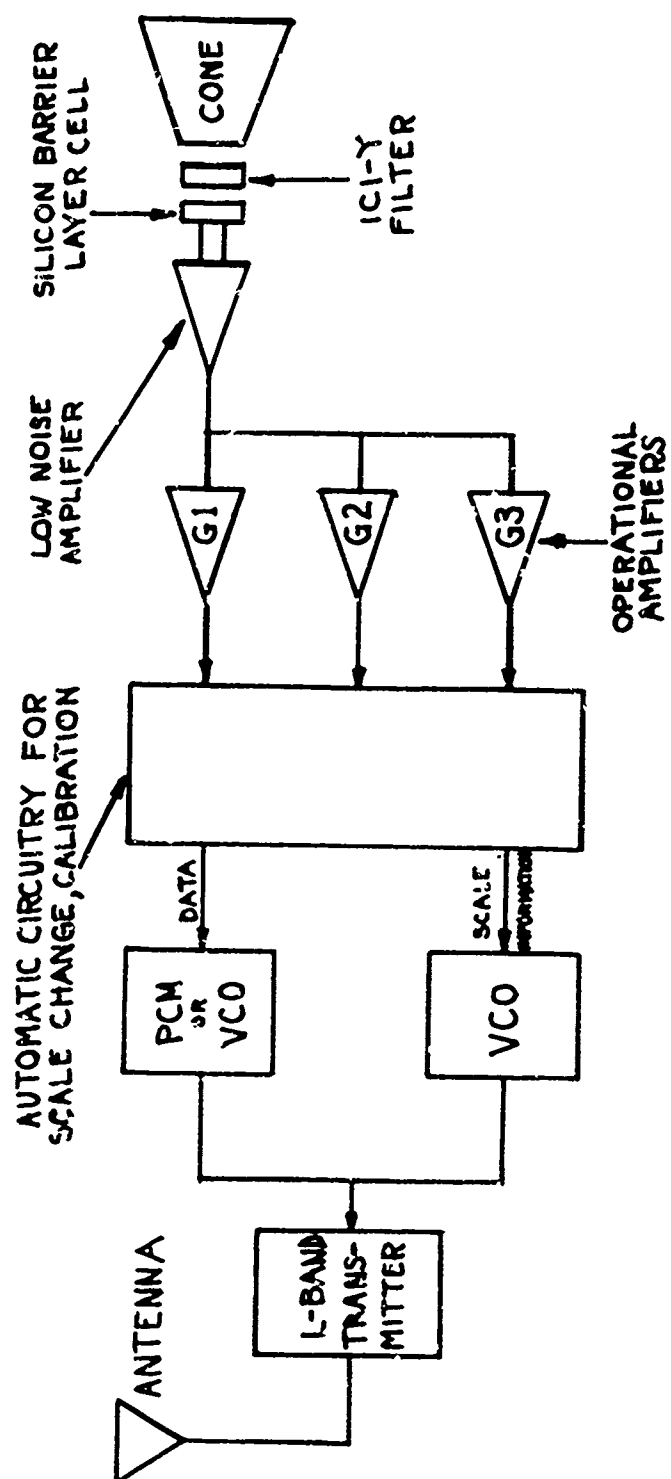 ANTENNA
L-BAND
TRANS-
MITTER
AUTOMATIC CIRCUITRY FOR
SCALE CHANGE, CALIBRATION
PCM
OR
VCO
DATA
VCO
SCALE
INFORMATION
LOW NOISE
AMPLIFIER
G1
G2
G3
OPERATIONAL
AMPLIFIERS
SILICON BARRIER
LAYER CELL
CONE
ICI-Y
FILTER